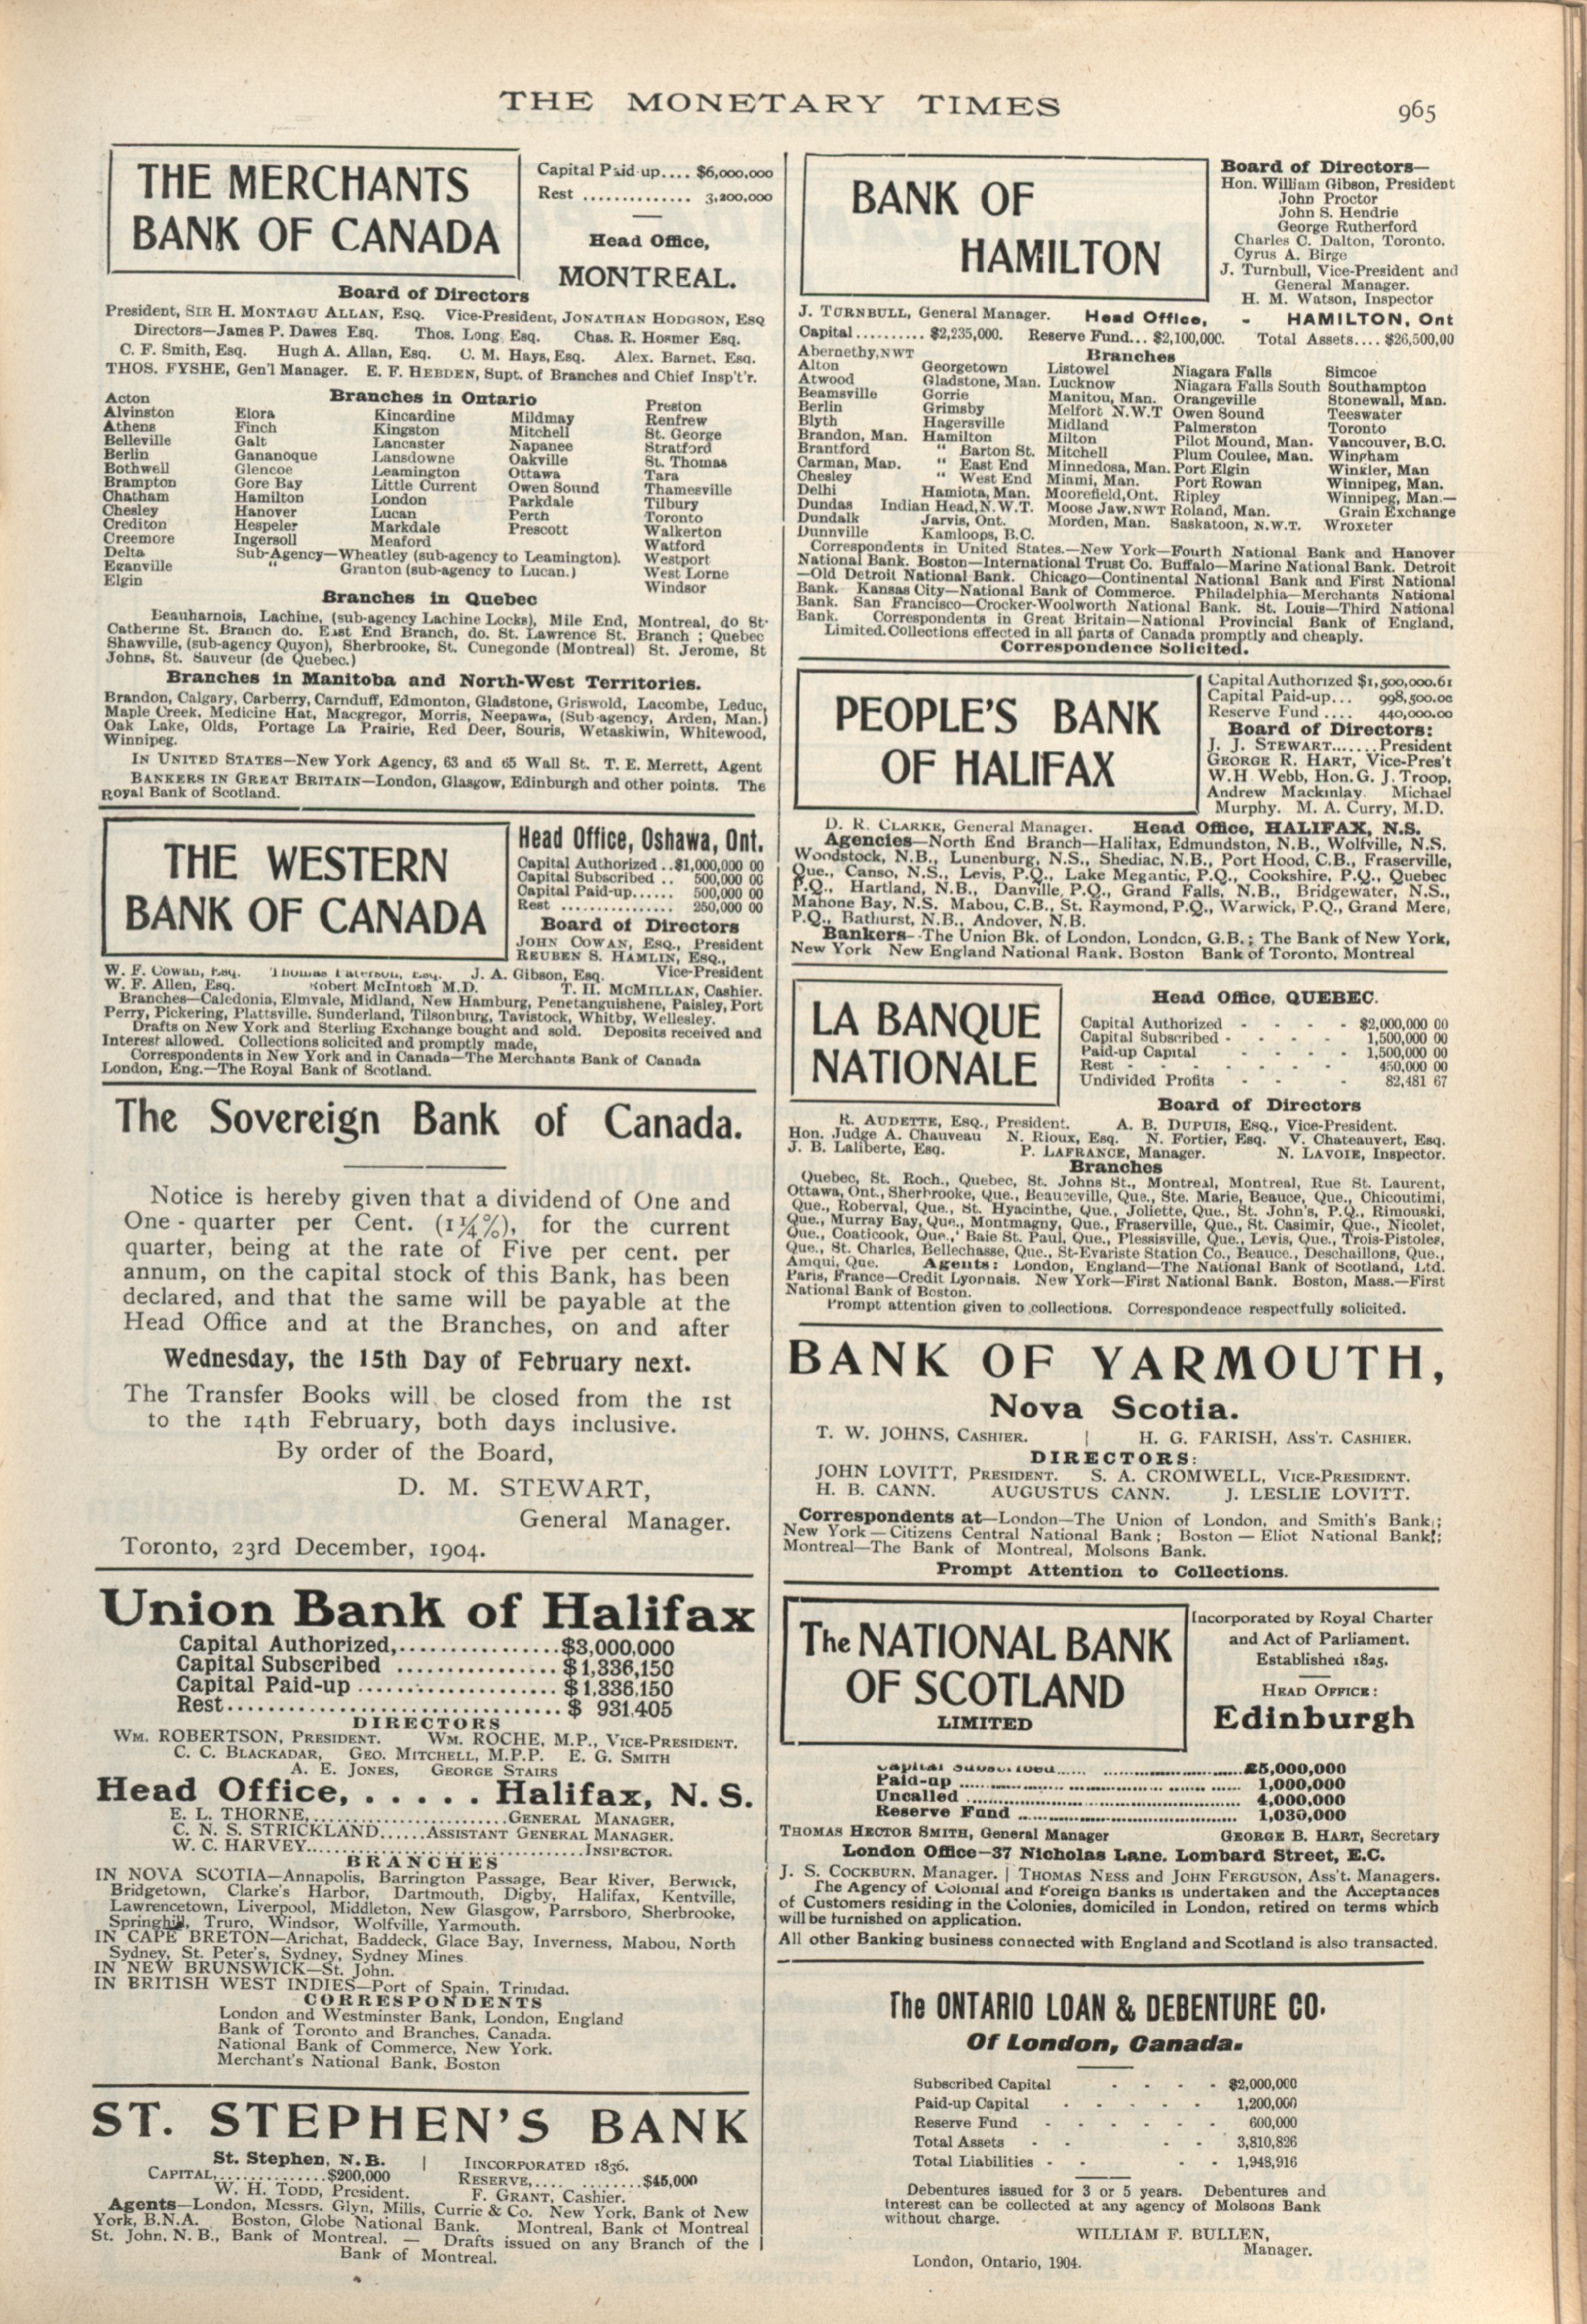 THE MONETARY TIMES
965
THE MERCHANTS
BANK OF CANADA
Capital Paid up.... $6,000,000
Rest .............. 3,200,000
Head Office,
MONTREAL.
Board of Directors
President, SIR H. MONTAGU ALLAN, ESQ. Vice-President, JONATHAN HODGSON, ESQ
Directors—James P. Dawes Esq. Thos. Long Esq. Chas. R. Hosmer Esq.
C. F. Smith, Esq. Hugh A. Allan, Esq. C. M. Hays, Esq. Alex. Barnet, Esq.
THOS. FYSHE, Gen'l Manager. E. F. HEBDEN, Supt. of Branches and Chief Insp't'r.
Branches in Ontario
Acton
Alvinston
Athens
Belleville
Berlin
Bothwell
Brampton
Chatham
Chesley
Crediton
Creemore
Delta
Eganville
Elgin
Elora
Finch
Galt
Gananoque
Glencoe
Gore Bay
Hamilton
Hanover
Hespeler
Ingersoll
Kincardine
Kingston
Lancaster
Lansdowne
Leamington
Little Current
London
Lucan
Markdale
Meaford
Mildmay
Mitchell
Napanee
Oakville
Ottawa
Owen Sound
Parkdale
Perth
Prescott
Preston
Renfrew
St. George
Stratford
St. Thomas
Tara
Thamesville
Tilbury
Toronto
Walkerton
Watford
Westport
West Lorne
Windsor
Sub-Agency—Wheatley (sub-agency to Leamington).
" Granton (sub-agency to Lucan.)
Branches in Quebec
Beauharnois, Lachine, (sub-agency Lachine Locks), Mile End, Montreal, do St.
Catherine St. Branch do. East End Branch, do. St. Lawrence St. Branch ; Quebec
Shawville, (sub-agency Quyon), Sherbrooke, St. Cunegonde (Montreal) St. Jerome, St
Johns, St. Sauveur (de Quebec.)
Branches in Manitoba and North-West Territories.
Brandon, Calgary, Carberry, Carnduff, Edmonton, Gladstone, Griswold, Lacombe, Leduc,
Maple Creek, Medicine Hat, Macgregor, Morris, Neepawa, (Sub-agency, Arden, Man.)
Oak Lake, Olds, Portage La Prairie, Red Deer, Souris, Wetaskiwin, Whitewood,
Winnipeg.
IN UNITED STATES—New York Agency, 63 and 65 Wall St. T. E. Merrett, Agent
BANKERS IN GREAT BRITAIN—London, Glasgow, Edinburgh and other points. The
Royal Bank of Scotland.
THE WESTERN
BANK OF CANADA
Head Office, Oshawa, Ont.
Capital Authorized ..$1,000,000 00
Capital Subscribed .. 500,000 00
Capital Paid-up...... 500,000 00
Rest ................ 250,000 00
Board of Directors
JOHN COWAN, ESQ., President
REUBEN S. HAMLIN, ESQ.,
Vice-President
W. F. Cowan, Esq. Thomas Paterson, Esq. J. A. Gibson, Esq.
W. F. Allen, Esq. Robert McIntosh M.D. T. H. MCMILLAN, Cashier.
Branches—Caledonia, Elmvale, Midland, New Hamburg, Penetanguishene, Paisley, Port
Perry, Pickering, Plattsville, Sunderland, Tilsonburg, Tavistock, Whitby, Wellesley.
Drafts on New York and Sterling Exchange bought and sold. Deposits received and
Interest allowed. Collections solicited and promptly made,
Correspondents in New York and in Canada—The Merchants Bank of Canada
London, Eng.—The Royal Bank of Scotland.
The Sovereign Bank of Canada.
Notice is hereby given that a dividend of One and
One-quarter per Cent. (1¼%), for the current
quarter, being at the rate of Five per cent. per
annum, on the capital stock of this Bank, has been
declared, and that the same will be payable at the
Head Office and at the Branches, on and after
Wednesday, the 15th Day of February next.
The Transfer Books will be closed from the 1st
to the 14th February, both days inclusive.
By order of the Board,
D. M. STEWART,
General Manager.
Toronto, 23rd December, 1904.
Union Bank of Halifax
Capital Authorized,................$3,000,000
Capital Subscribed ................ $1,336,150
Capital Paid-up .................... $1,336,150
Rest.................................. $ 931,405
DIRECTORS
WM. ROBERTSON, PRESIDENT. WM. ROCHE, M.P., VICE-PRESIDENT.
C. C. BLACKADAR, GEO. MITCHELL, M.P.P. E. G. SMITH
A. E. JONES, GEORGE STAIRS
Head Office, . . . . . Halifax, N. S.
E. L. THORNE,........................GENERAL MANAGER,
C. N. S. STRICKLAND......ASSISTANT GENERAL MANAGER.
W. C. HARVEY.................................INSPECTOR.
BRANCHES
IN NOVA SCOTIA—Annapolis, Barrington Passage, Bear River, Berwick,
Bridgetown, Clarke's Harbor, Dartmouth, Digby, Halifax, Kentville,
Lawrencetown, Liverpool, Middleton, New Glasgow, Parrsboro, Sherbrooke,
Springhill, Truro, Windsor, Wolfville, Yarmouth.
IN CAPE BRETON—Arichat, Baddeck, Glace Bay, Inverness, Mabou, North
Sydney, St. Peter's, Sydney, Sydney Mines
IN NEW BRUNSWICK—St. John.
IN BRITISH WEST INDIES—Port of Spain, Trinidad.
CORRESPONDENTS
London and Westminster Bank, London, England
Bank of Toronto and Branches, Canada.
National Bank of Commerce, New York.
Merchant's National Bank, Boston
ST. STEPHEN'S BANK
St. Stephen, N. B. | IINCORPORATED 1836.
CAPITAL,...............$200,000 RESERVE,.... .........$45,000
W. H. TODD, President. F. GRANT, Cashier.
Agents—London, Messrs. Glyn, Mills, Currie & Co. New York, Bank of New
York, B.N.A. Boston, Globe National Bank. Montreal, Bank of Montreal
St. John, N. B., Bank of Montreal. — Drafts issued on any Branch of the
Bank of Montreal.
BANK OF
HAMILTON
Board of Directors—
Hon. William Gibson, President
John Proctor
John S. Hendrie
George Rutherford
Charles C. Dalton, Toronto.
Cyrus A. Birge
J. Turnbull, Vice-President and
General Manager.
H. M. Watson, Inspector
J. TURNBULL, General Manager. Head Office, - HAMILTON, Ont
Capital.......... $2,235,000. Reserve Fund... $2,100,000. Total Assets.... $26,500,00
Branches
Abernethy, NWT
Alton
Atwood
Beamsville
Berlin
Blyth
Brandon, Man.
Brantford
Carman, Man.
Chesley
Delhi
Dundas
Dundalk
Dunnville
Georgetown
Gladstone, Man.
Gorrie
Grimsby
Hagersville
Hamilton
" Barton St.
" East End
" West End
Hamiota, Man.
Indian Head, N.W.T.
Jarvis, Ont.
Kamloops, B.C.
Listowel
Lucknow
Manitou, Man.
Melfort N.W.T
Midland
Milton
Mitchell
Minnedosa, Man.
Miami, Man.
Moorefield, Ont.
Moose Jaw, NWT
Morden, Man.
Niagara Falls
Niagara Falls South
Orangeville
Owen Sound
Palmerston
Pilot Mound, Man.
Plum Coulee, Man.
Port Elgin
Port Rowan
Ripley
Roland, Man.
Saskatoon, N.W.T.
Simcoe
Southampton
Stonewall, Man.
Teeswater
Toronto
Vancouver, B.C.
Wingham
Winkler, Man
Winnipeg, Man.
Winnipeg, Man.—
Grain Exchange
Wroxeter
Correspondents in United States.—New York—Fourth National Bank and Hanover
National Bank. Boston—International Trust Co. Buffalo—Marine National Bank. Detroit
—Old Detroit National Bank. Chicago—Continental National Bank and First National
Bank. Kansas City—National Bank of Commerce. Philadelphia—Merchants National
Bank. San Francisco—Crocker-Woolworth National Bank. St. Louis—Third National
Bank. Correspondents in Great Britain—National Provincial Bank of England,
Limited. Collections effected in all parts of Canada promptly and cheaply.
Correspondence Solicited.
PEOPLE'S BANK
OF HALIFAX
Capital Authorized $1,500,000.61
Capital Paid-up... 998,500.00
Reserve Fund .... 440,000.00
Board of Directors:
J. J. STEWART.......President
GEORGE R. HART, Vice-Pres't
W. H Webb, Hon. G. J. Troop,
Andrew Mackinlay. Michael
Murphy. M. A. Curry, M.D.
D. R. CLARKE, General Manager. Head Office, HALIFAX, N.S.
Agencies—North End Branch—Halifax, Edmundston, N.B., Wolfville, N.S.
Woodstock, N.B., Lunenburg, N.S., Shediac, N.B., Port Hood, C.B., Fraserville,
Que., Canso, N.S., Levis, P.Q., Lake Megantic, P.Q., Cookshire, P.Q., Quebec
P.Q., Hartland, N.B., Danville, P.Q., Grand Falls, N.B., Bridgewater, N.S.,
Mahone Bay, N.S. Mabou, C.B., St. Raymond, P.Q., Warwick, P.Q., Grand Mere,
P.Q., Bathurst, N.B., Andover, N.B.
Bankers—The Union Bk. of London, London, G.B.; The Bank of New York,
New York New England National Bank, Boston Bank of Toronto, Montreal
LA BANQUE
NATIONALE
Head Office, QUEBEC.
Capital Authorized - - - - $2,000,000 00
Capital Subscribed - - - - 1,500,000 00
Paid-up Capital - - - - 1,500,000 00
Rest - - - - - - - 450,000 00
Undivided Profits - - - 82,481 67
Board of Directors
R. AUDETTE, ESQ., President. A. B. DUPUIS, ESQ., Vice-President.
Hon. Judge A. Chauveau N. Rioux, Esq. N. Fortier, Esq. V. Chateauvert, Esq.
J. B. Laliberte, Esq. P. LAFRANCE, Manager. N. LAVOIE, Inspector.
Branches
Quebec, St. Roch., Quebec, St. Johns St., Montreal, Montreal, Rue St. Laurent,
Ottawa, Ont., Sherbrooke, Que., Beauceville, Que., Ste. Marie, Beauce, Que., Chicoutimi,
Que., Roberval, Que., St. Hyacinthe, Que., Joliette, Que., St. John's, P.Q., Rimouski,
Que., Murray Bay, Que., Montmagny, Que., Fraserville, Que., St. Casimir, Que., Nicolet,
Que., Coaticook, Que., Baie St. Paul, Que., Plessisville, Que., Levis, Que., Trois-Pistoles,
Que., St. Charles, Bellechasse, Que., St-Evariste Station Co., Beauce., Deschaillons, Que.,
Amqui, Que. Agents: London, England—The National Bank of Scotland, Ltd.
Paris, France—Credit Lyonnais. New York—First National Bank. Boston, Mass.—First
National Bank of Boston.
Prompt attention given to collections. Correspondence respectfully solicited.
BANK OF YARMOUTH,
Nova Scotia.
T. W. JOHNS, CASHIER. | H. G. FARISH, ASS'T. CASHIER.
DIRECTORS:
JOHN LOVITT, PRESIDENT. S. A. CROMWELL, VICE-PRESIDENT.
H. B. CANN. AUGUSTUS CANN. J. LESLIE LOVITT.
Correspondents at—London—The Union of London, and Smith's Bank,;
New York — Citizens Central National Bank ; Boston — Eliot National Bank!;
Montreal—The Bank of Montreal, Molsons Bank.
Prompt Attention to Collections.
The NATIONAL BANK
OF SCOTLAND
LIMITED
Incorporated by Royal Charter
and Act of Parliament.
Established 1825.
HEAD OFFICE:
Edinburgh
Capital Subscribed...... ........................£5,000,000
Paid-up ................................................ 1,000,000
Uncalled ............................................... 4,000,000
Reserve Fund ........................................ 1,030,000
THOMAS HECTOR SMITH, General Manager GEORGE B. HART, Secretary
London Office—37 Nicholas Lane, Lombard Street, E.C.
J. S. COCKBURN, Manager. | THOMAS NESS and JOHN FERGUSON, Ass't. Managers.
The Agency of Colonial and Foreign Banks is undertaken and the Acceptances
of Customers residing in the Colonies, domiciled in London, retired on terms which
will be furnished on application.
All other Banking business connected with England and Scotland is also transacted.
The ONTARIO LOAN & DEBENTURE CO.
Of London, Canada.
Subscribed Capital - - - - $2,000,000
Paid-up Capital - - - - - 1,200,000
Reserve Fund - - - - - - 600,000
Total Assets - - - - 3,810,826
Total Liabilities - - - - 1,948,916
Debentures issued for 3 or 5 years. Debentures and
Interest can be collected at any agency of Molsons Bank
without charge.
WILLIAM F. BULLEN,
Manager.
London, Ontario, 1904.